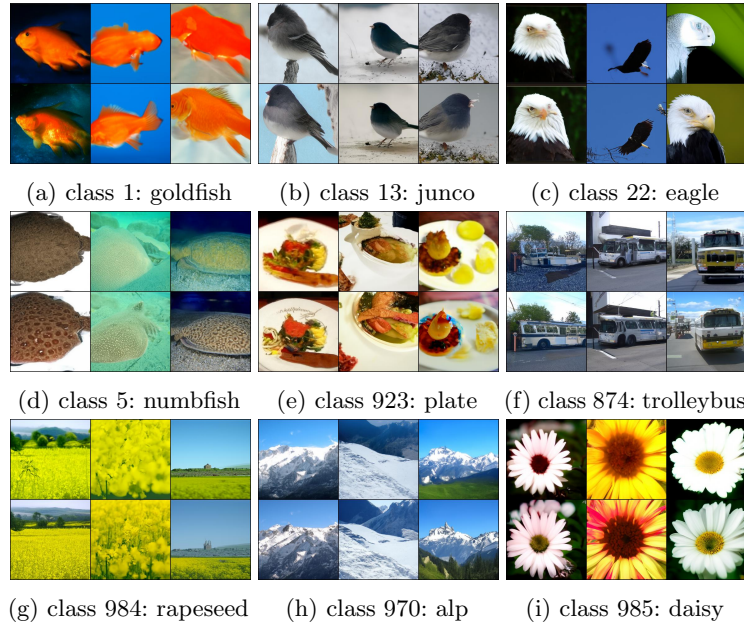 (a) class 1: goldfish
(b) class 13: junco
(c) class 22: eagle
(d) class 5: numbfish
(e) class 923: plate
(f) class 874: trolleybus
(g) class 984: rapeseed
(h) class 970: alp
(i) class 985: daisy